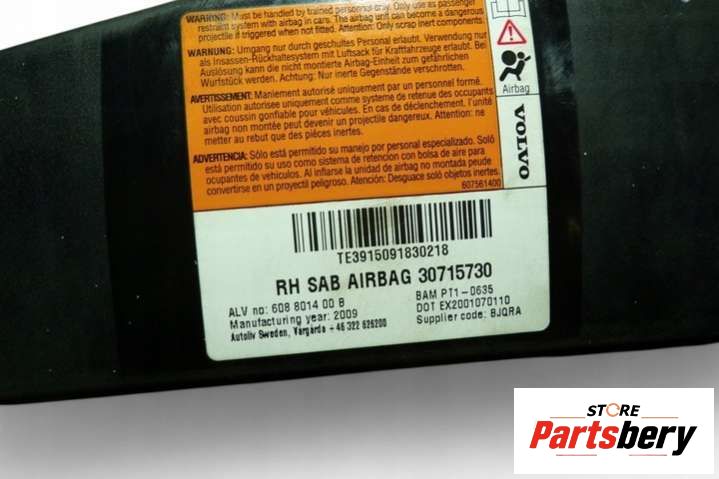 WARNING: Must be handled by trained personel only. Only use as passenger
restraint system with airbag in cars. The airbag unit can become a dangerous
projectile if triggered when not fitted. Attention: Only scrap inert components.
WARNUNG: Umgang nur durch geschultes Personal erlaubt. Verwendung nur
als Insassen-Rückhaltesystem mit Luftsack für Kraftfahrzeuge erlaubt. Bei
Auslösung kann die nicht montierte Airbag-Einheit zum gefährlichen
Wurfstück werden. Achtung: Nur inerte Gegenstände verschrotten.
AVERTISSEMENT: Maniement autorisé uniquement par un personnel formé.
Utilisation autorisée uniquement comme systeme de retenue des occupants
avec coussin gonflable pour véhicules. En cas de déclenchement. l'unité
airbag non montée peut devenir un projectile dangereux. Attention: ne
mettre au rebut que des pièces inertes.
ADVERTENCIA: Sólo está permitido su manejo por personal especializado. Soló
está permitido su uso como sistema de retención con bolsa de aire para
ocupantes de vehiculos. Al inflarse la unidad de airbag no montada peude
convertirse en un projectil peligroso. Atención: Desguace soló objetos inertes.
607561400
Airbag
VOLVO
TE3915091830218
RH SAB AIRBAG 30715730
ALV no: 608 8014 00 B
BAM PT1-0635
Manufacturing year: 2009
DOT EX2001070110
Autoliv Sweden, Vårgårda +46 322 626200
Supplier code: BJQRA
STORE
Partsbery